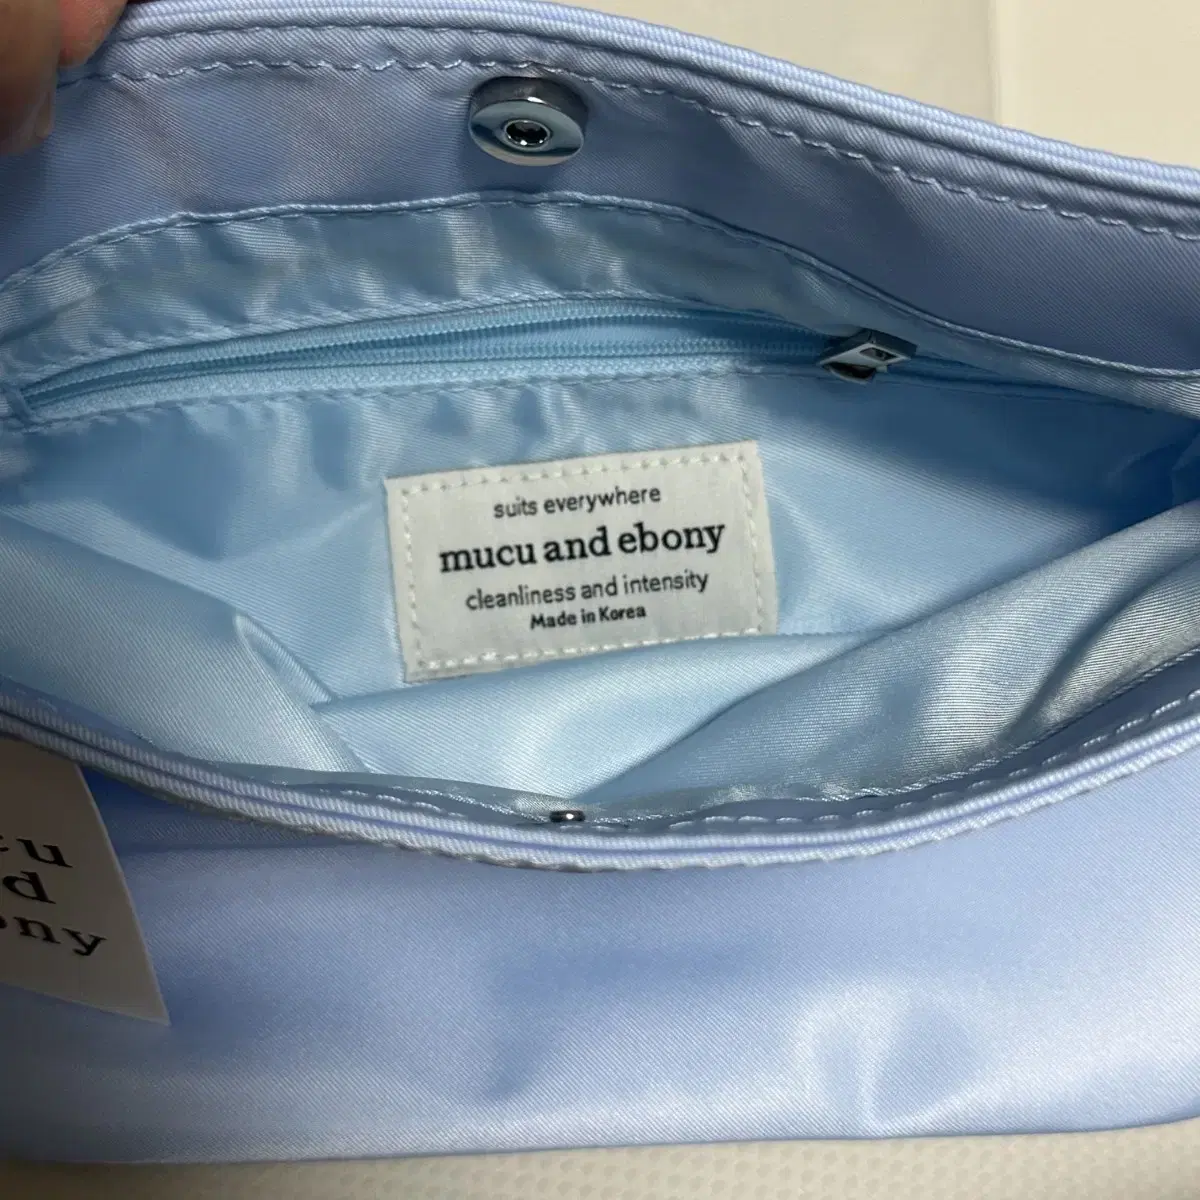 suits everywhere
mucu and ebony
cleanliness and intensity
Made in Korea